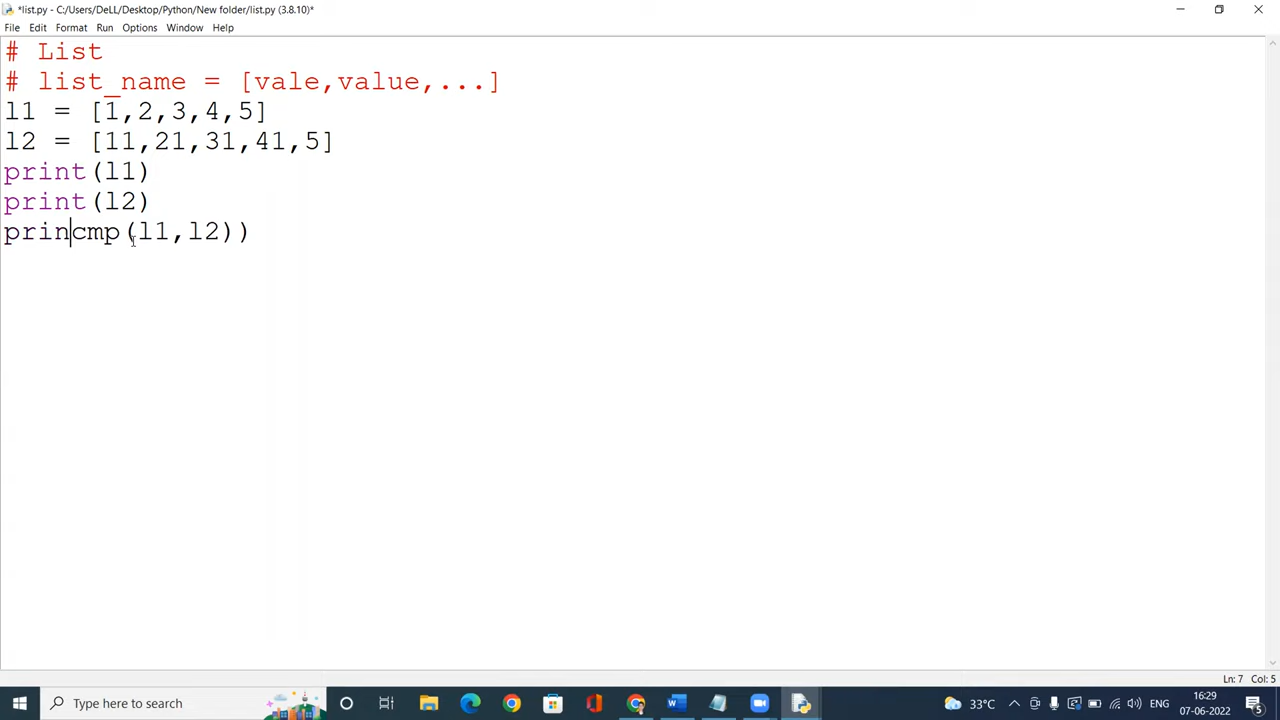 *list.py - C:/Users/DeLL/Desktop/Python/New folder/list.py (3.8.10)*
File Edit Format Run Options Window Help
# List
# list_name = [vale,value,...]
l1 = [1,2,3,4,5]
l2 = [11,21,31,41,5]
print(l1)
print(l2)
princmp(l1,l2))
Ln: 7 Col: 5
Type here to search
33°C
ENG
16:29
07-06-2022
5